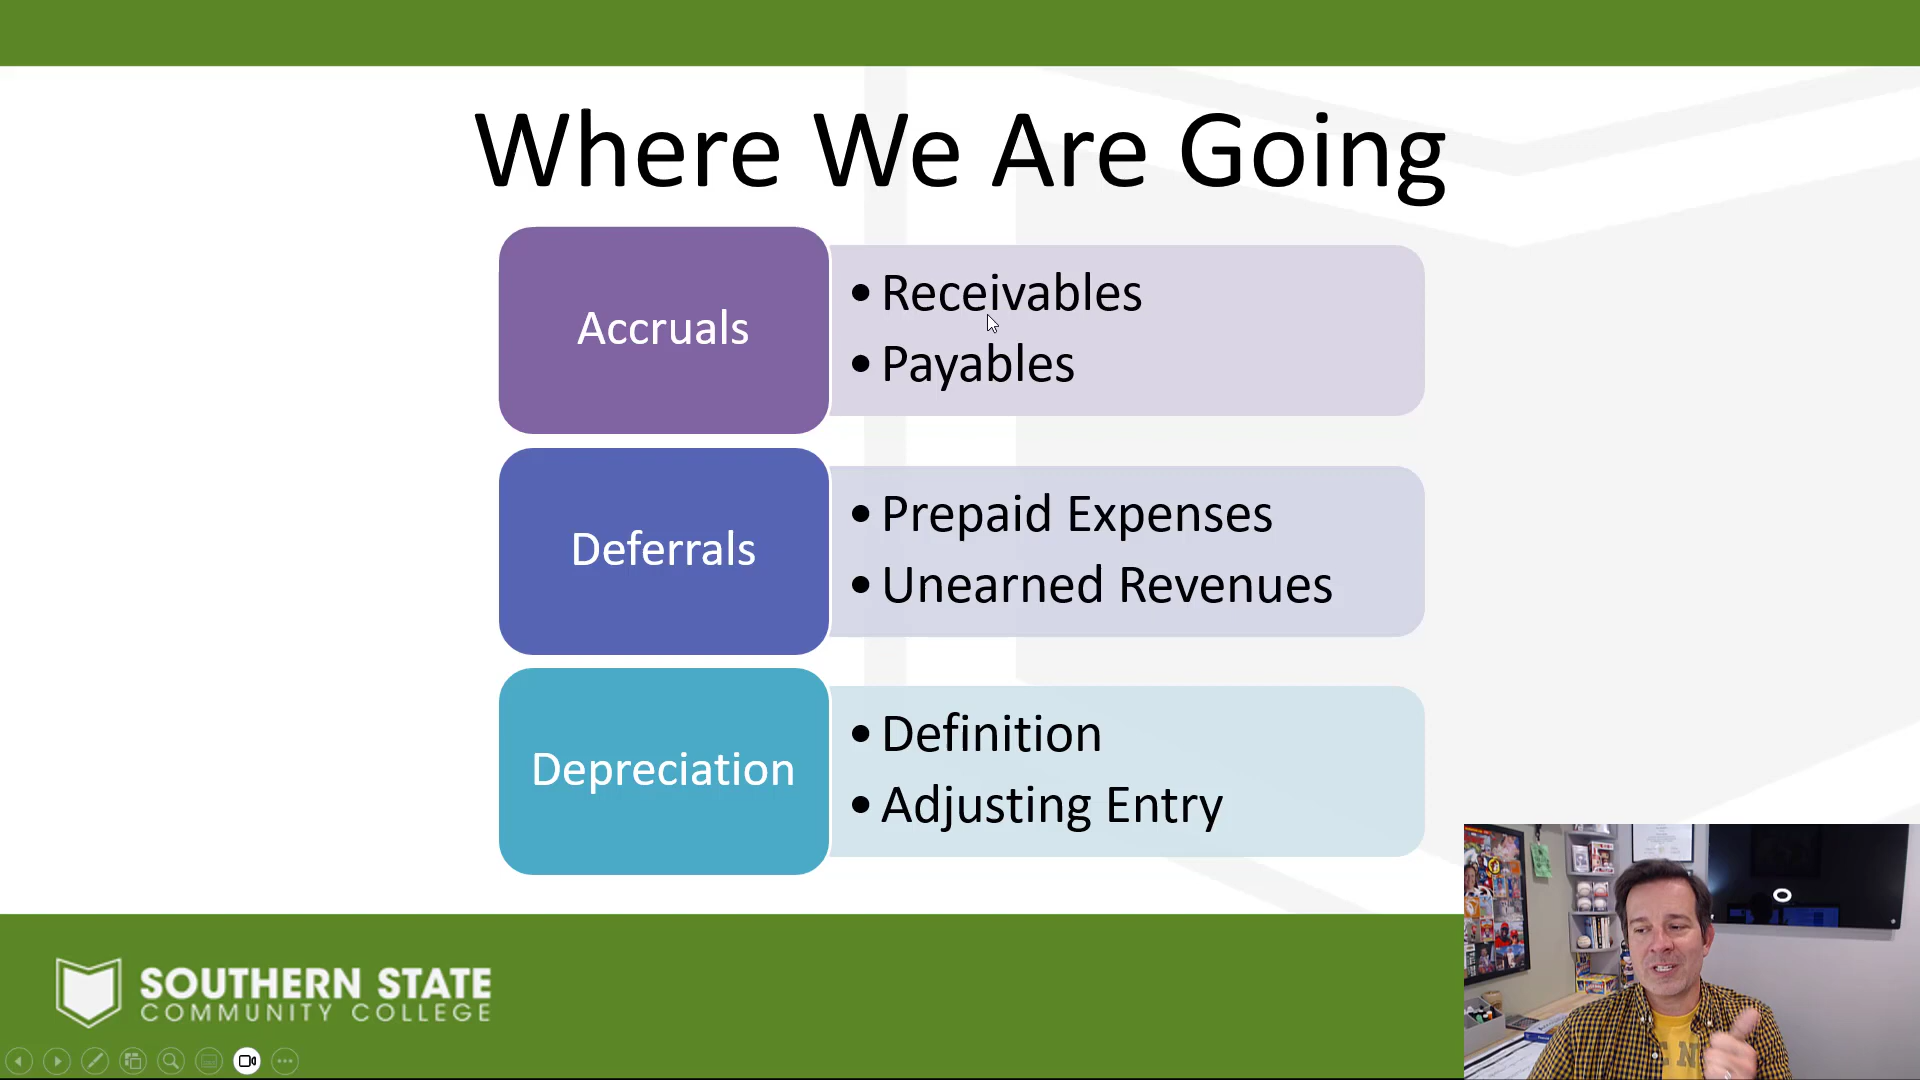 Where We Are Going
Accruals
• Receivables
• Payables
Deferrals
• Prepaid Expenses
• Unearned Revenues
Depreciation
• Definition
• Adjusting Entry
SOUTHERN STATE
COMMUNITY COLLEGE